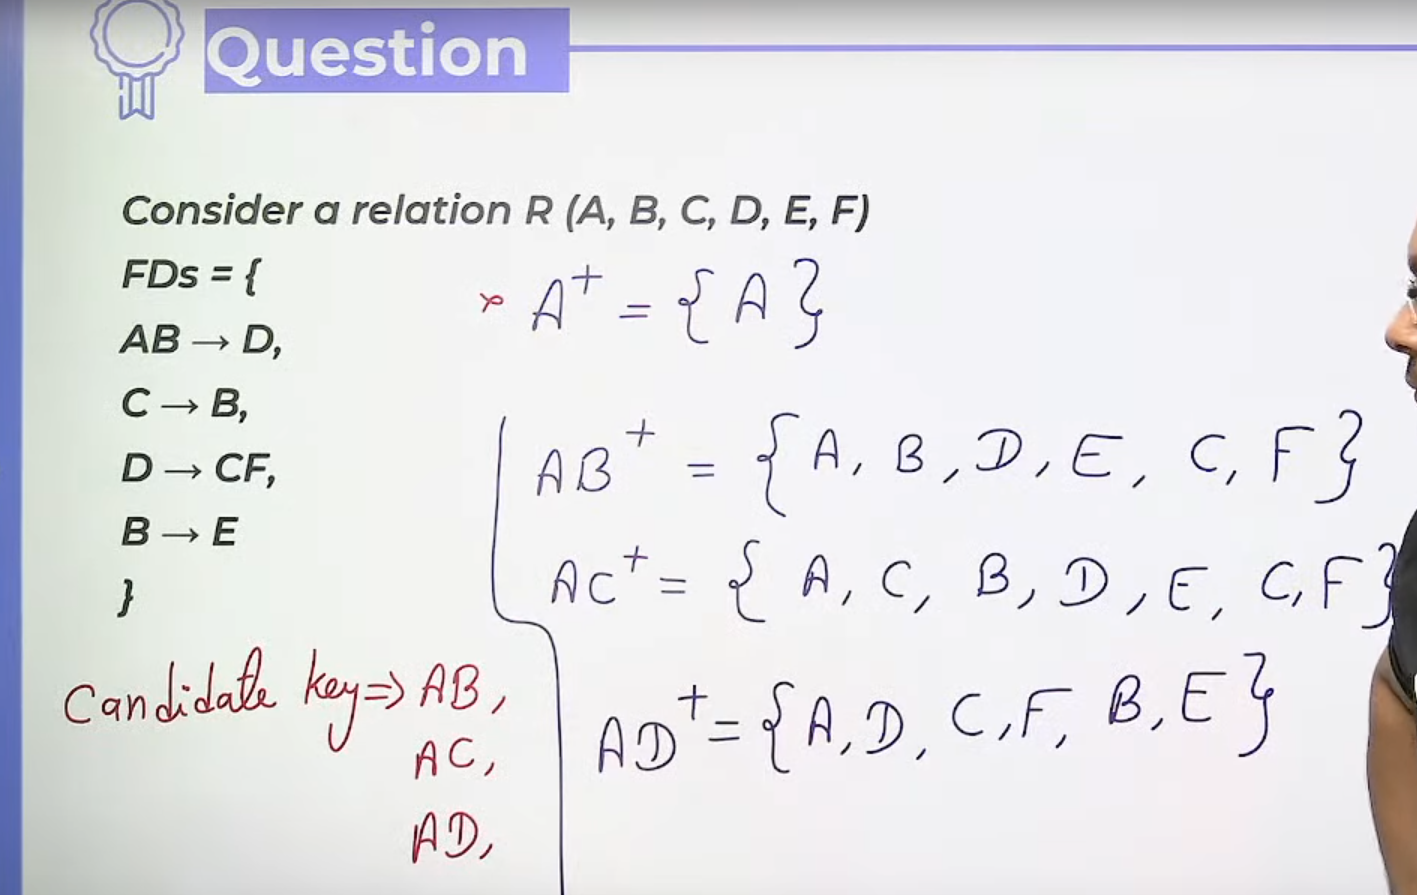 Question
Consider a relation R (A, B, C, D, E, F)
FDs = {
AB → D,
C → B,
D → CF,
B → E
}
A⁺ = { A }
AB⁺ = { A, B, D, E, C, F }
AC⁺ = { A, C, B, D, E, C, F }
AD⁺ = { A, D, C, F, B, E }
Candidate key ⇒ AB,
AC,
AD,